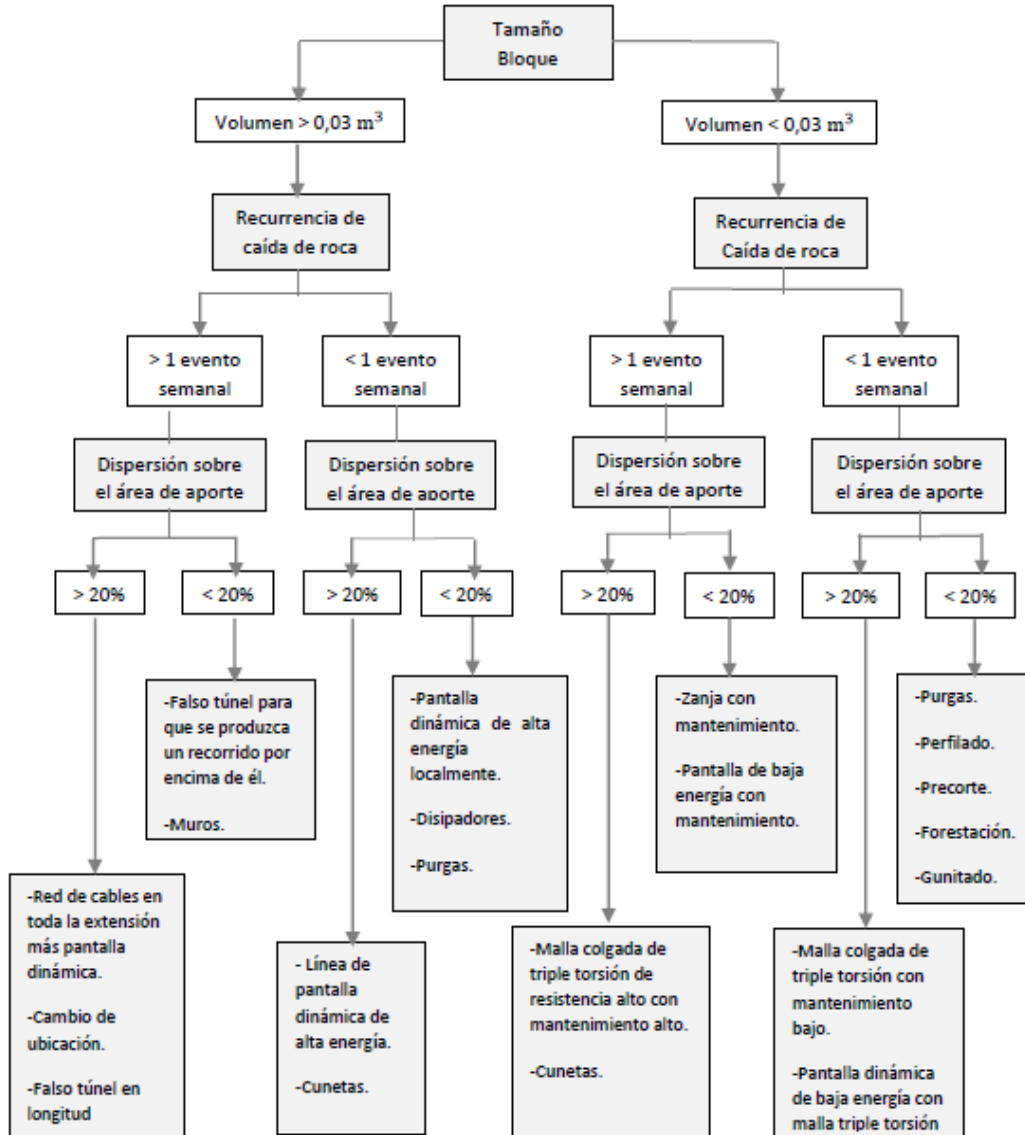 Tamaño
Bloque
Volumen > 0,03 m³
Volumen < 0,03 m³
Recurrencia de
caída de roca
Recurrencia de
Caída de roca
> 1 evento
semanal
< 1 evento
semanal
> 1 evento
semanal
< 1 evento
semanal
Dispersión sobre
el área de aporte
Dispersión sobre
el área de aporte
Dispersión sobre
el área de aporte
Dispersión sobre
el área de aporte
> 20%
< 20%
> 20%
< 20%
> 20%
< 20%
> 20%
< 20%
-Falso túnel para
que se produzca
un recorrido por
encima de él.
-Muros.
-Pantalla
dinámica de alta
energía
localmente.
-Disipadores.
-Purgas.
-Zanja con
mantenimiento.
-Pantalla de baja
energía con
mantenimiento.
-Purgas.
-Perfilado.
-Precorte.
-Forestación.
-Gunitado.
-Red de cables en
toda la extensión
más pantalla
dinámica.
-Cambio de
ubicación.
-Falso túnel en
longitud
- Línea de
pantalla
dinámica de
alta energía.
-Cunetas.
-Malla colgada de
triple torsión de
resistencia alto con
mantenimiento alto.
-Cunetas.
-Malla colgada de
triple torsión con
mantenimiento
bajo.
-Pantalla dinámica
de baja energía con
malla triple torsión